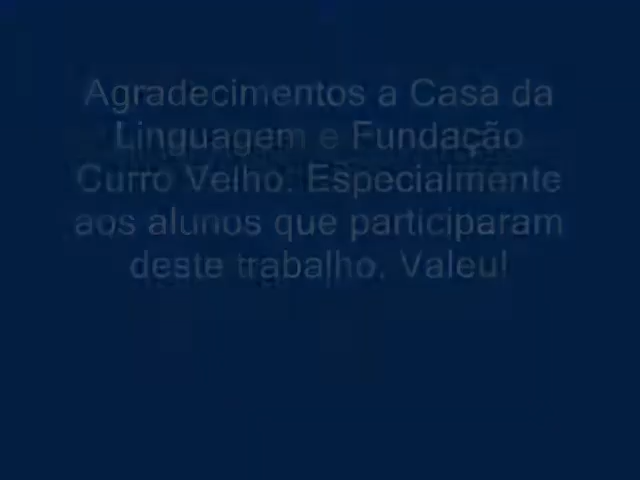 Agradecimentos a Casa da
Linguagem e Fundação
Curro Velho. Especialmente
aos alunos que participaram
deste trabalho. Valeu!